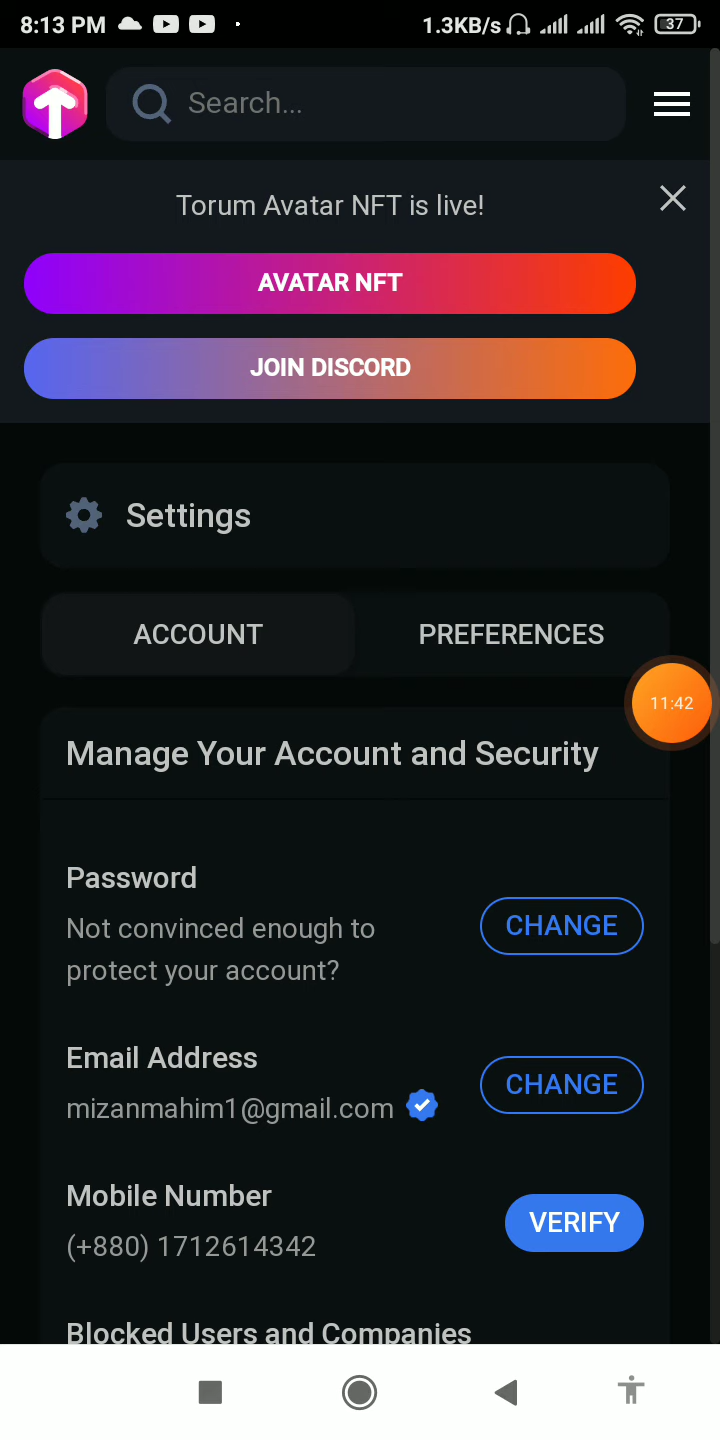 8:13 PM 1.3KB/s 37
Search...
Torum Avatar NFT is live!
AVATAR NFT
JOIN DISCORD
Settings
ACCOUNT PREFERENCES
11:42
Manage Your Account and Security
Password
Not convinced enough to
protect your account?
CHANGE
Email Address
mizanmahim1@gmail.com
CHANGE
Mobile Number
(+880) 1712614342
VERIFY
Blocked Users and Companies